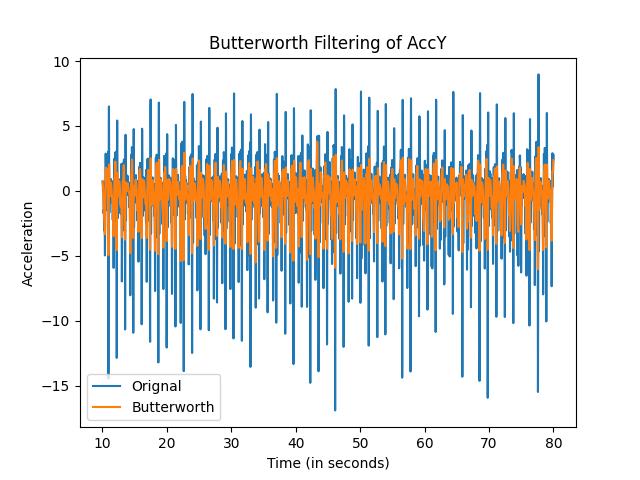 Butterworth Filtering of AccY
10
5
0
−5
−10
−15
Acceleration
Orignal
Butterworth
10 20 30 40 50 60 70 80
Time (in seconds)